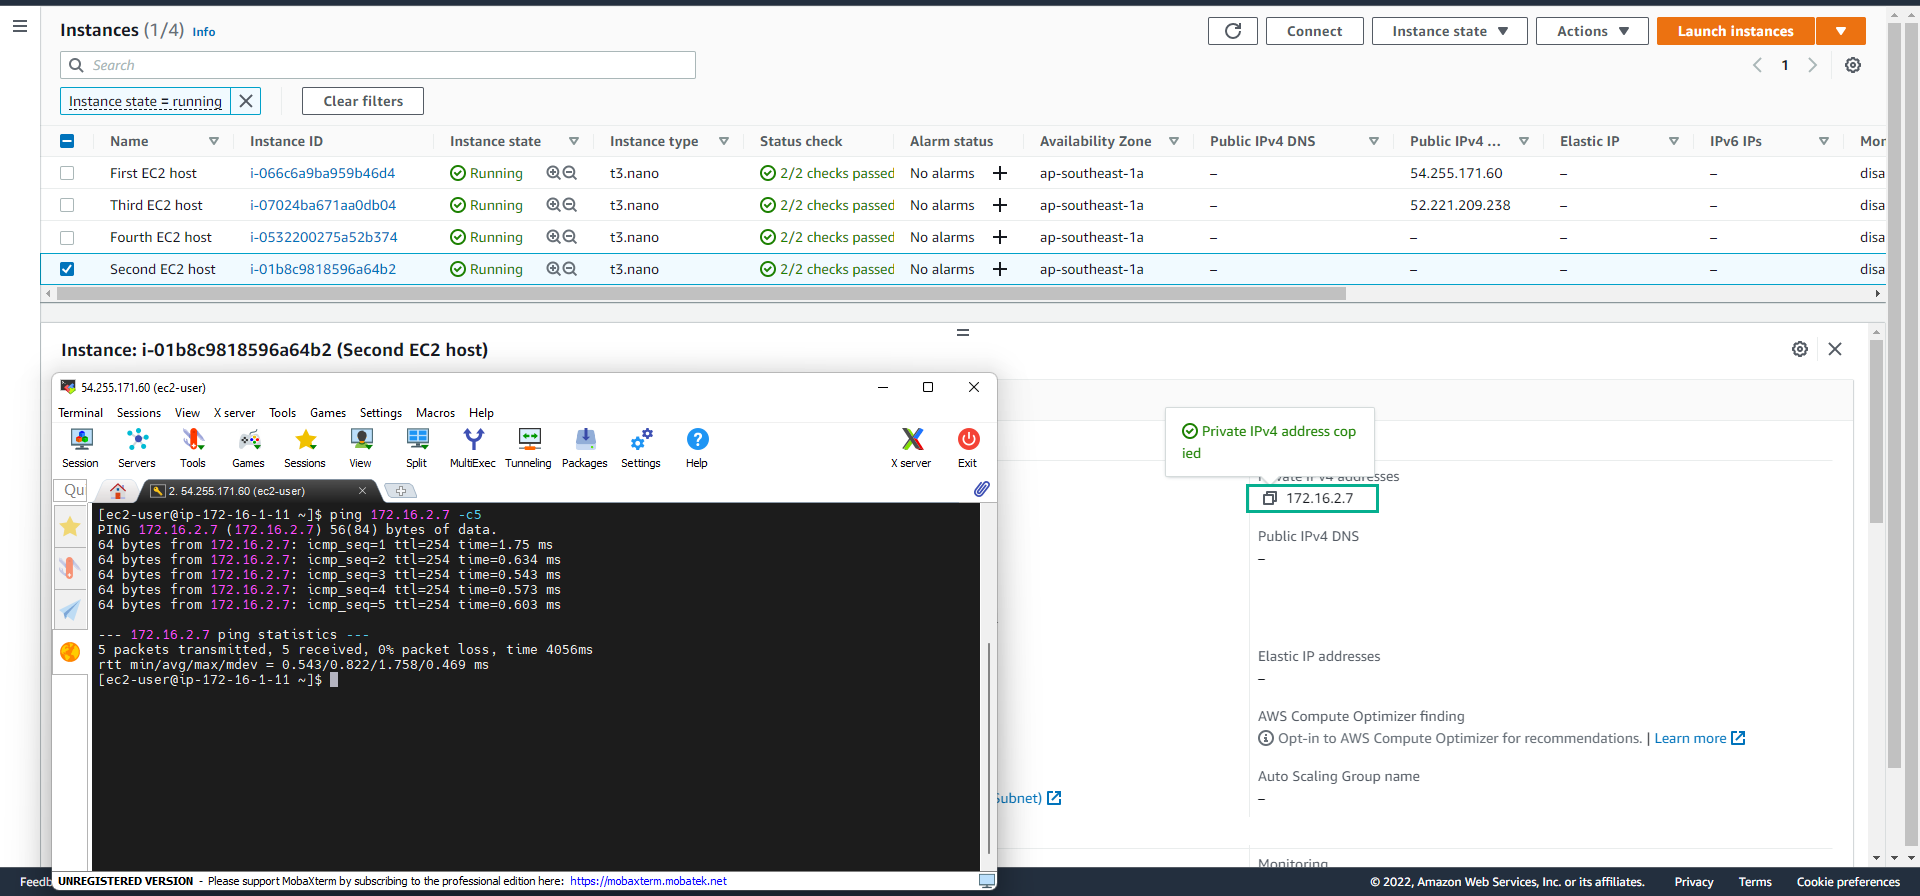 Instances (1/4) Info
Connect
Instance state
Actions
Launch instances
Search
1
Instance state = running
Clear filters
Name Instance ID Instance state Instance type Status check Alarm status Availability Zone Public IPv4 DNS Public IPv4 ... Elastic IP IPv6 IPs Mor
First EC2 host i-066c6a9ba959b46d4 Running t3.nano 2/2 checks passed No alarms + ap-southeast-1a – 54.255.171.60 – – disa
Third EC2 host i-07024ba671aa0db04 Running t3.nano 2/2 checks passed No alarms + ap-southeast-1a – 52.221.209.238 – – disa
Fourth EC2 host i-0532200275a52b374 Running t3.nano 2/2 checks passed No alarms + ap-southeast-1a – – – – disa
Second EC2 host i-01b8c9818596a64b2 Running t3.nano 2/2 checks passed No alarms + ap-southeast-1a – – – – disa
Instance: i-01b8c9818596a64b2 (Second EC2 host)
54.255.171.60 (ec2-user)
Terminal Sessions View X server Tools Games Settings Macros Help
Session Servers Tools Games Sessions View Split MultiExec Tunneling Packages Settings Help X server Exit
Qu
2. 54.255.171.60 (ec2-user)
[ec2-user@ip-172-16-1-11 ~]$ ping 172.16.2.7 -c5
PING 172.16.2.7 (172.16.2.7) 56(84) bytes of data.
64 bytes from 172.16.2.7: icmp_seq=1 ttl=254 time=1.75 ms
64 bytes from 172.16.2.7: icmp_seq=2 ttl=254 time=0.634 ms
64 bytes from 172.16.2.7: icmp_seq=3 ttl=254 time=0.543 ms
64 bytes from 172.16.2.7: icmp_seq=4 ttl=254 time=0.573 ms
64 bytes from 172.16.2.7: icmp_seq=5 ttl=254 time=0.603 ms
--- 172.16.2.7 ping statistics ---
5 packets transmitted, 5 received, 0% packet loss, time 4056ms
rtt min/avg/max/mdev = 0.543/0.822/1.758/0.469 ms
[ec2-user@ip-172-16-1-11 ~]$
UNREGISTERED VERSION - Please support MobaXterm by subscribing to the professional edition here: https://mobaxterm.mobatek.net
Private IPv4 address cop
ied
Private IPv4 addresses
172.16.2.7
Public IPv4 DNS
–
Elastic IP addresses
–
AWS Compute Optimizer finding
Opt-in to AWS Compute Optimizer for recommendations. | Learn more
Auto Scaling Group name
–
Subnet)
Monitoring
Feedb
© 2022, Amazon Web Services, Inc. or its affiliates. Privacy Terms Cookie preferences